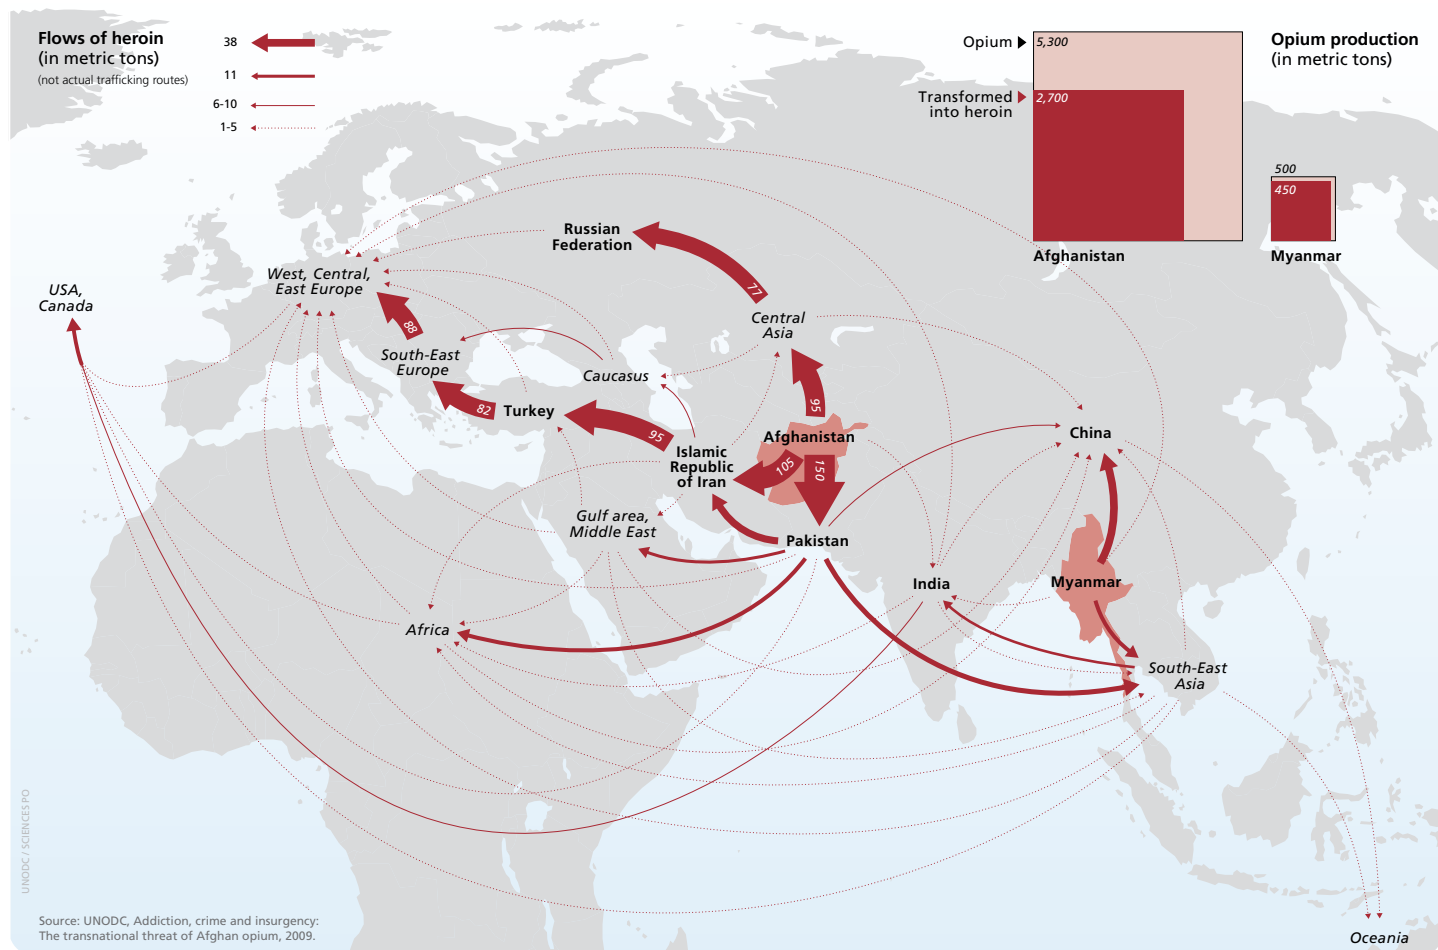 Flows of heroin
(in metric tons)
(not actual trafficking routes)
38
11
6-10
1-5
Opium
5,300
Transformed
into heroin
2,700
Afghanistan
Opium production
(in metric tons)
500
450
Myanmar
Russian
Federation
77
West, Central,
East Europe
USA,
Canada
88
Central
Asia
South-East
Europe
Caucasus
82
Turkey
95
95
Afghanistan
China
Islamic
Republic
of Iran
105
150
Gulf area,
Middle East
Pakistan
India
Myanmar
Africa
South-East
Asia
UNODC / SCIENCES PO
Source: UNODC, Addiction, crime and insurgency:
The transnational threat of Afghan opium, 2009.
Oceania